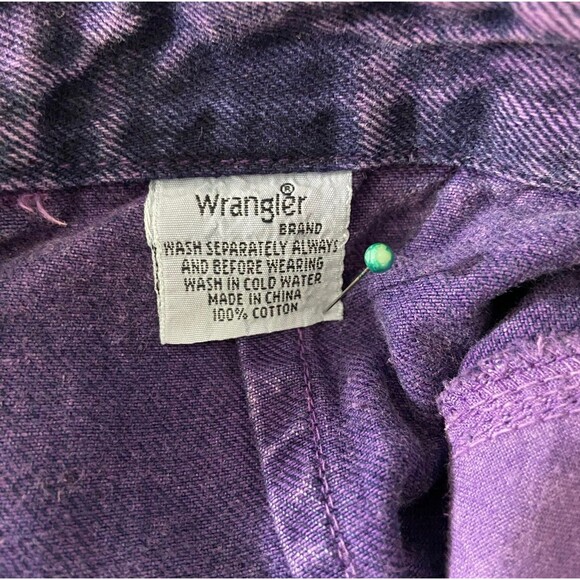 Wrangler®
BRAND
WASH SEPARATELY ALWAYS
AND BEFORE WEARING
WASH IN COLD WATER
MADE IN CHINA
100% COTTON